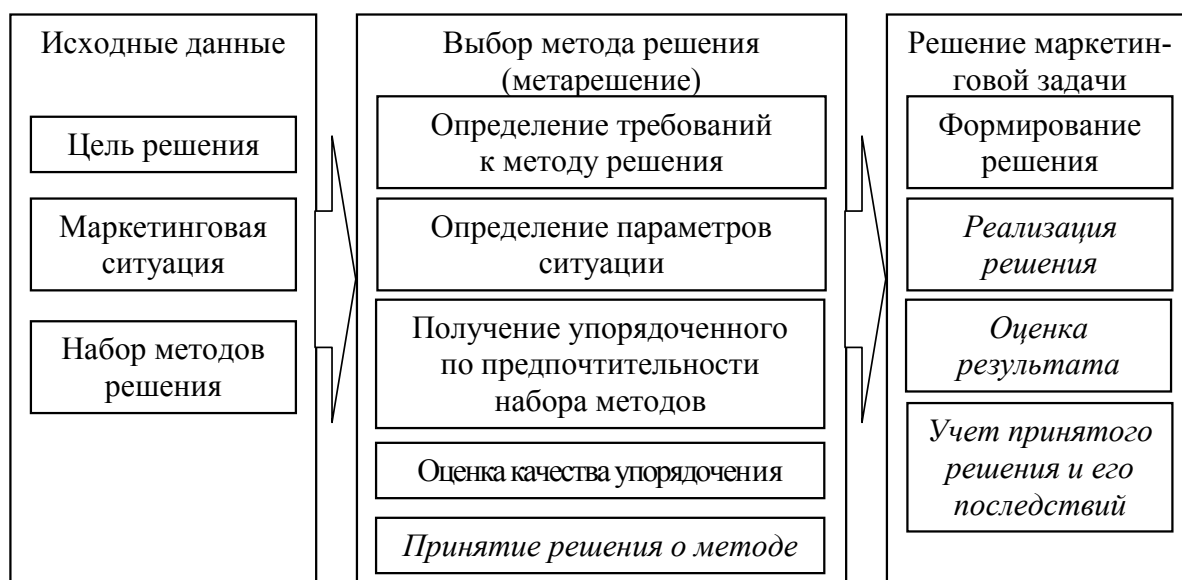 Исходные данные
Цель решения
Маркетинговая
ситуация
Набор методов
решения
Выбор метода решения
(метарешение)
Определение требований
к методу решения
Определение параметров
ситуации
Получение упорядоченного
по предпочтительности
набора методов
Оценка качества упорядочения
Принятие решения о методе
Решение маркетин-
говой задачи
Формирование
решения
Реализация
решения
Оценка
результата
Учет принятого
решения и его
последствий